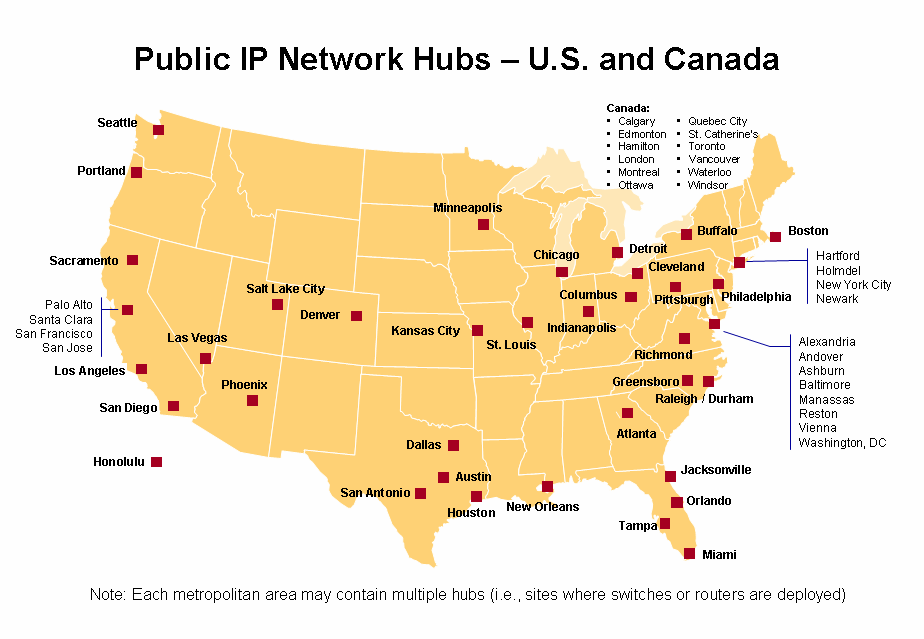 Public IP Network Hubs – U.S. and Canada
Canada:
• Calgary
• Edmonton
• Hamilton
• London
• Montreal
• Ottawa
• Quebec City
• St. Catherine's
• Toronto
• Vancouver
• Waterloo
• Windsor
Seattle
Portland
Minneapolis
Buffalo
Boston
Sacramento
Chicago
Detroit
Cleveland
Hartford
Holmdel
New York City
Newark
Salt Lake City
Denver
Columbus
Pittsburgh
Philadelphia
Palo Alto
Santa Clara
San Francisco
San Jose
Las Vegas
Kansas City
St. Louis
Indianapolis
Richmond
Alexandria
Andover
Ashburn
Baltimore
Manassas
Reston
Vienna
Washington, DC
Los Angeles
Phoenix
Greensboro
Raleigh / Durham
San Diego
Atlanta
Dallas
Honolulu
Austin
San Antonio
Houston
New Orleans
Jacksonville
Orlando
Tampa
Miami
Note: Each metropolitan area may contain multiple hubs (i.e., sites where switches or routers are deployed)